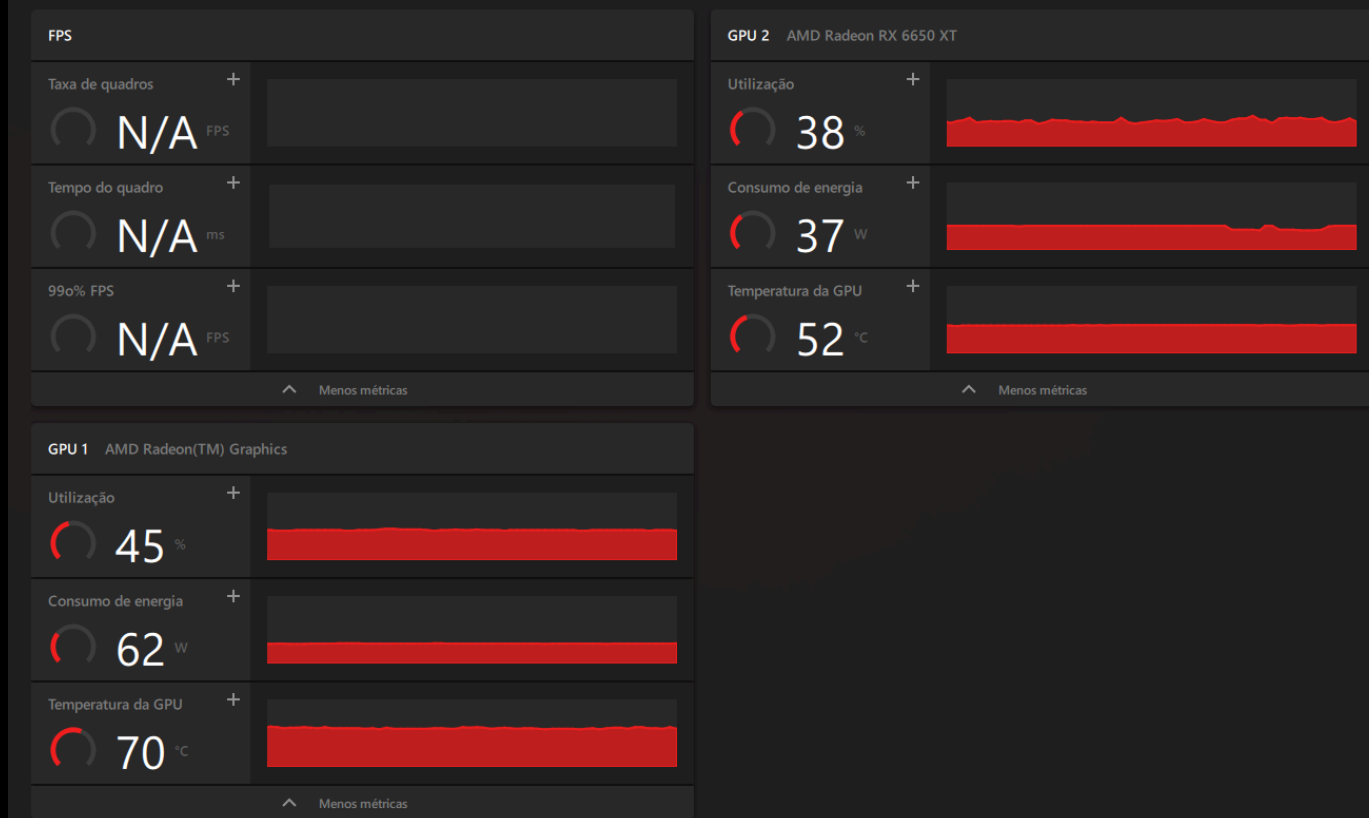 FPS
Taxa de quadros +
N/A FPS
Tempo do quadro +
N/A ms
99o% FPS +
N/A FPS
Menos métricas
GPU 2 AMD Radeon RX 6650 XT
Utilização +
38 %
Consumo de energia +
37 W
Temperatura da GPU +
52 °C
Menos métricas
GPU 1 AMD Radeon(TM) Graphics
Utilização +
45 %
Consumo de energia +
62 W
Temperatura da GPU +
70 °C
Menos métricas